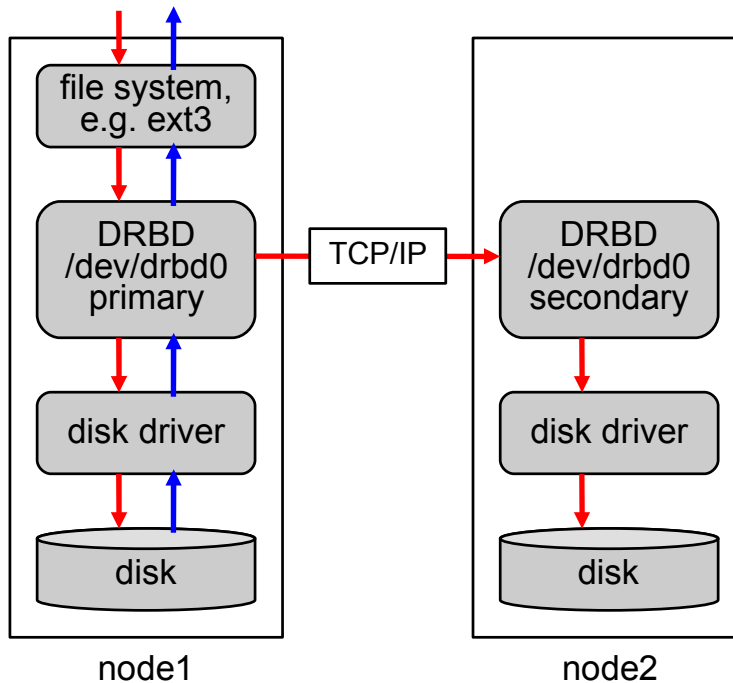 file system,
e.g. ext3
DRBD
/dev/drbd0
primary
TCP/IP
DRBD
/dev/drbd0
secondary
disk driver
disk driver
disk
disk
node1
node2